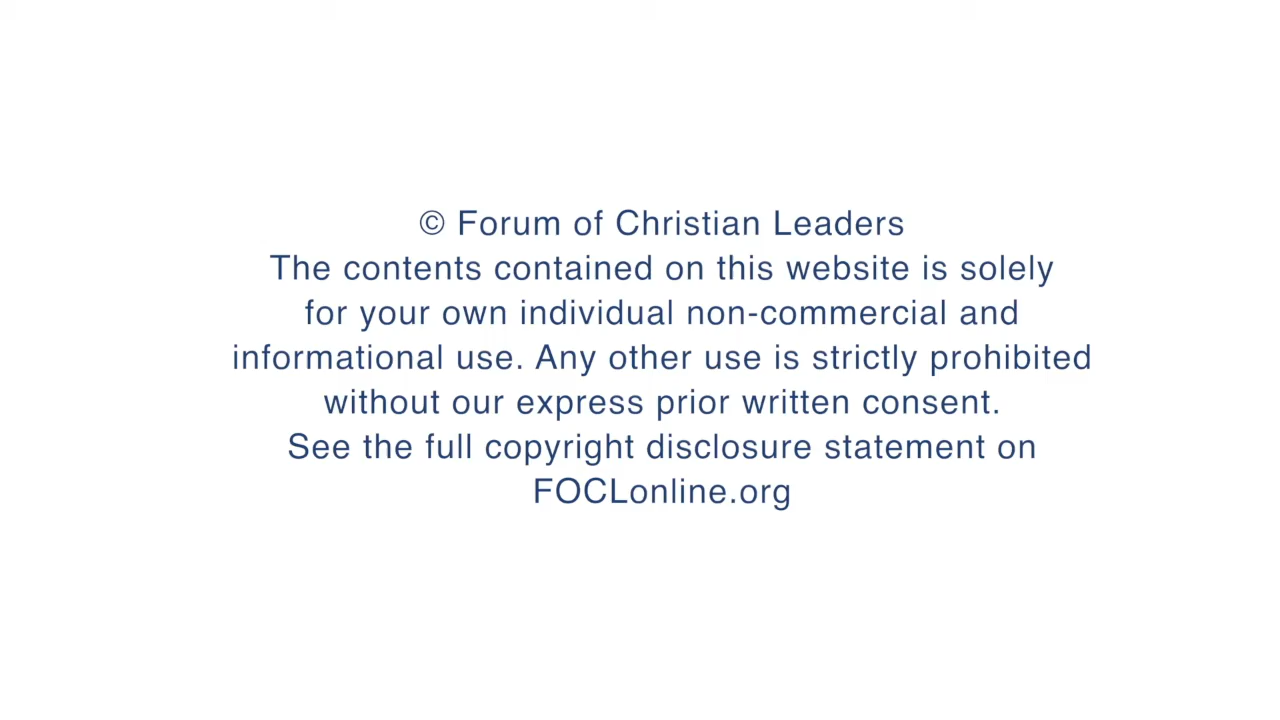 © Forum of Christian Leaders
The contents contained on this website is solely
for your own individual non-commercial and
informational use. Any other use is strictly prohibited
without our express prior written consent.
See the full copyright disclosure statement on
FOCLonline.org